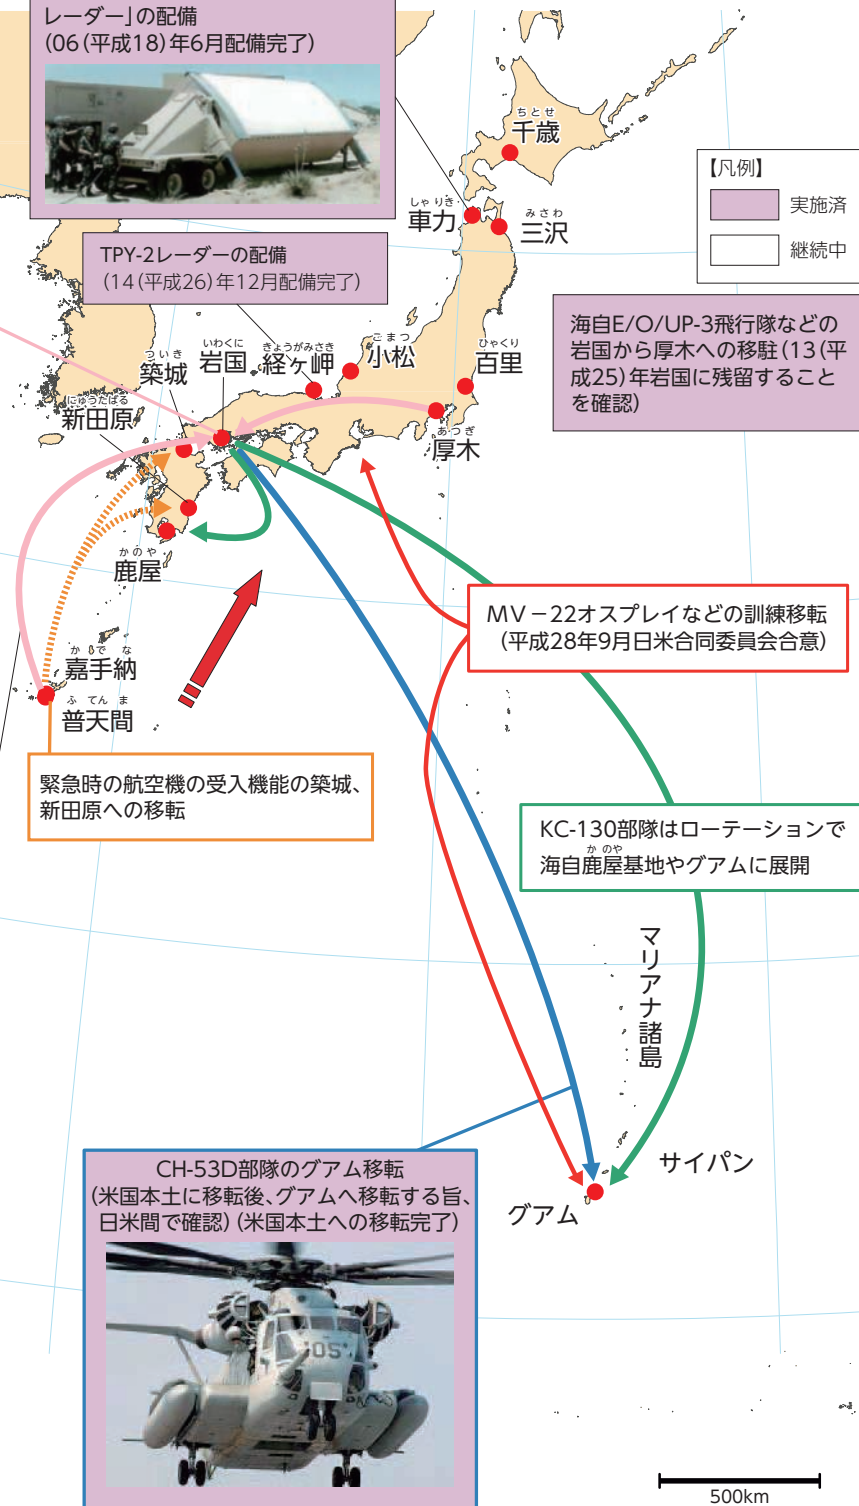 レーダー」の配備
(06(平成18)年6月配備完了)
ちとせ
千歳
【凡例】
実施済
継続中
しゃりき
車力
みさわ
三沢
TPY-2レーダーの配備
(14(平成26)年12月配備完了)
海自E/O/UP-3飛行隊などの
岩国から厚木への移駐(13(平
成25)年岩国に残留すること
を確認)
ついき
築城
いわくに
岩国
きょうがみさき
経ヶ岬
こまつ
小松
ひゃくり
百里
にゅうたばる
新田原
あつぎ
厚木
かのや
鹿屋
MV-22オスプレイなどの訓練移転
(平成28年9月日米合同委員会合意)
かでな
嘉手納
ふてんま
普天間
緊急時の航空機の受入機能の築城、
新田原への移転
KC-130部隊はローテーションで
かのや
海自鹿屋基地やグアムに展開
マリアナ諸島
サイパン
グアム
CH-53D部隊のグアム移転
(米国本土に移転後、グアムへ移転する旨、
日米間で確認)(米国本土への移転完了)
05
500km